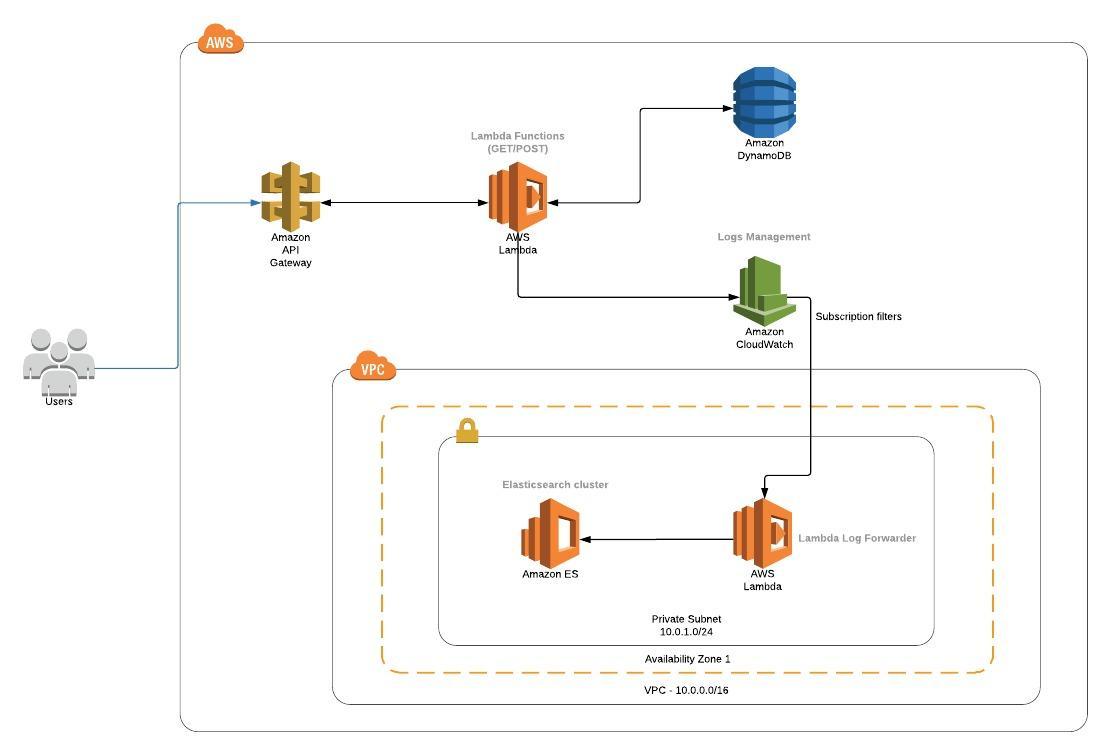 AWS
Amazon
DynamoDB
Lambda Functions
(GET/POST)
AWS
Lambda
Amazon
API
Gateway
Logs Management
Amazon
CloudWatch
Subscription filters
Users
VPC
Elasticsearch cluster
Amazon ES
Lambda Log Forwarder
AWS
Lambda
Private Subnet
10.0.1.0/24
Availability Zone 1
VPC - 10.0.0.0/16